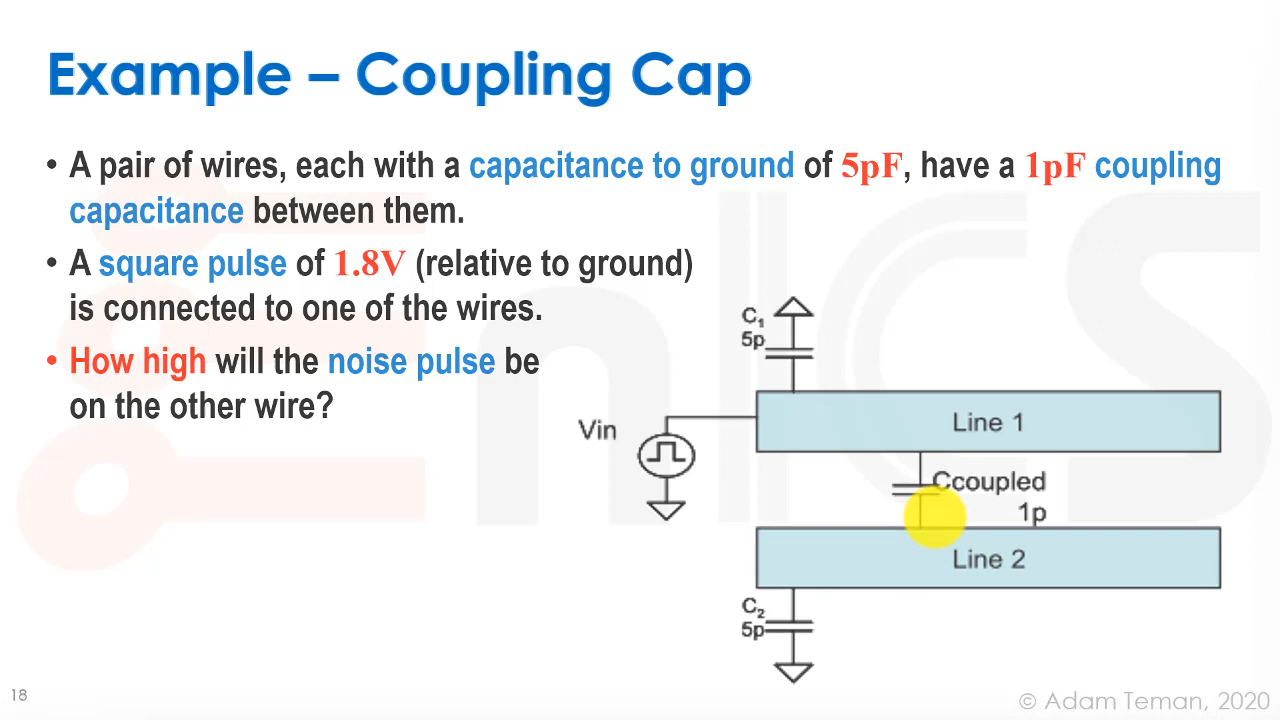 Example – Coupling Cap
• A pair of wires, each with a capacitance to ground of 5pF, have a 1pF coupling
capacitance between them.
• A square pulse of 1.8V (relative to ground)
is connected to one of the wires.
• How high will the noise pulse be
on the other wire?
C1
5p
Line 1
Vin
Ccoupled
1p
Line 2
C2
5p
18
© Adam Teman, 2020